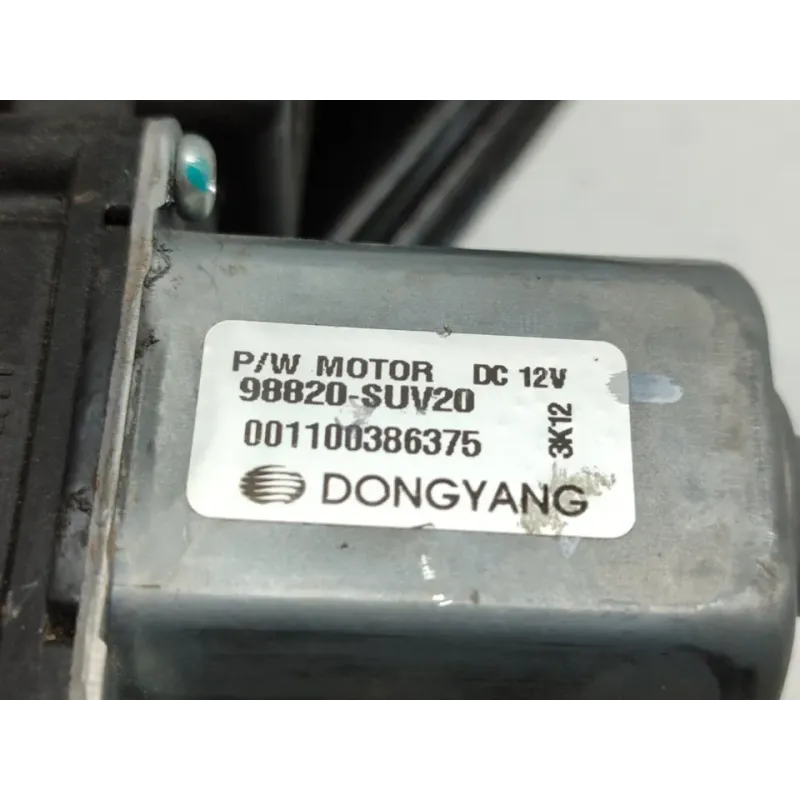 P/W MOTOR DC 12V
98820-SUV20
001100386375
3K12
DONGYANG